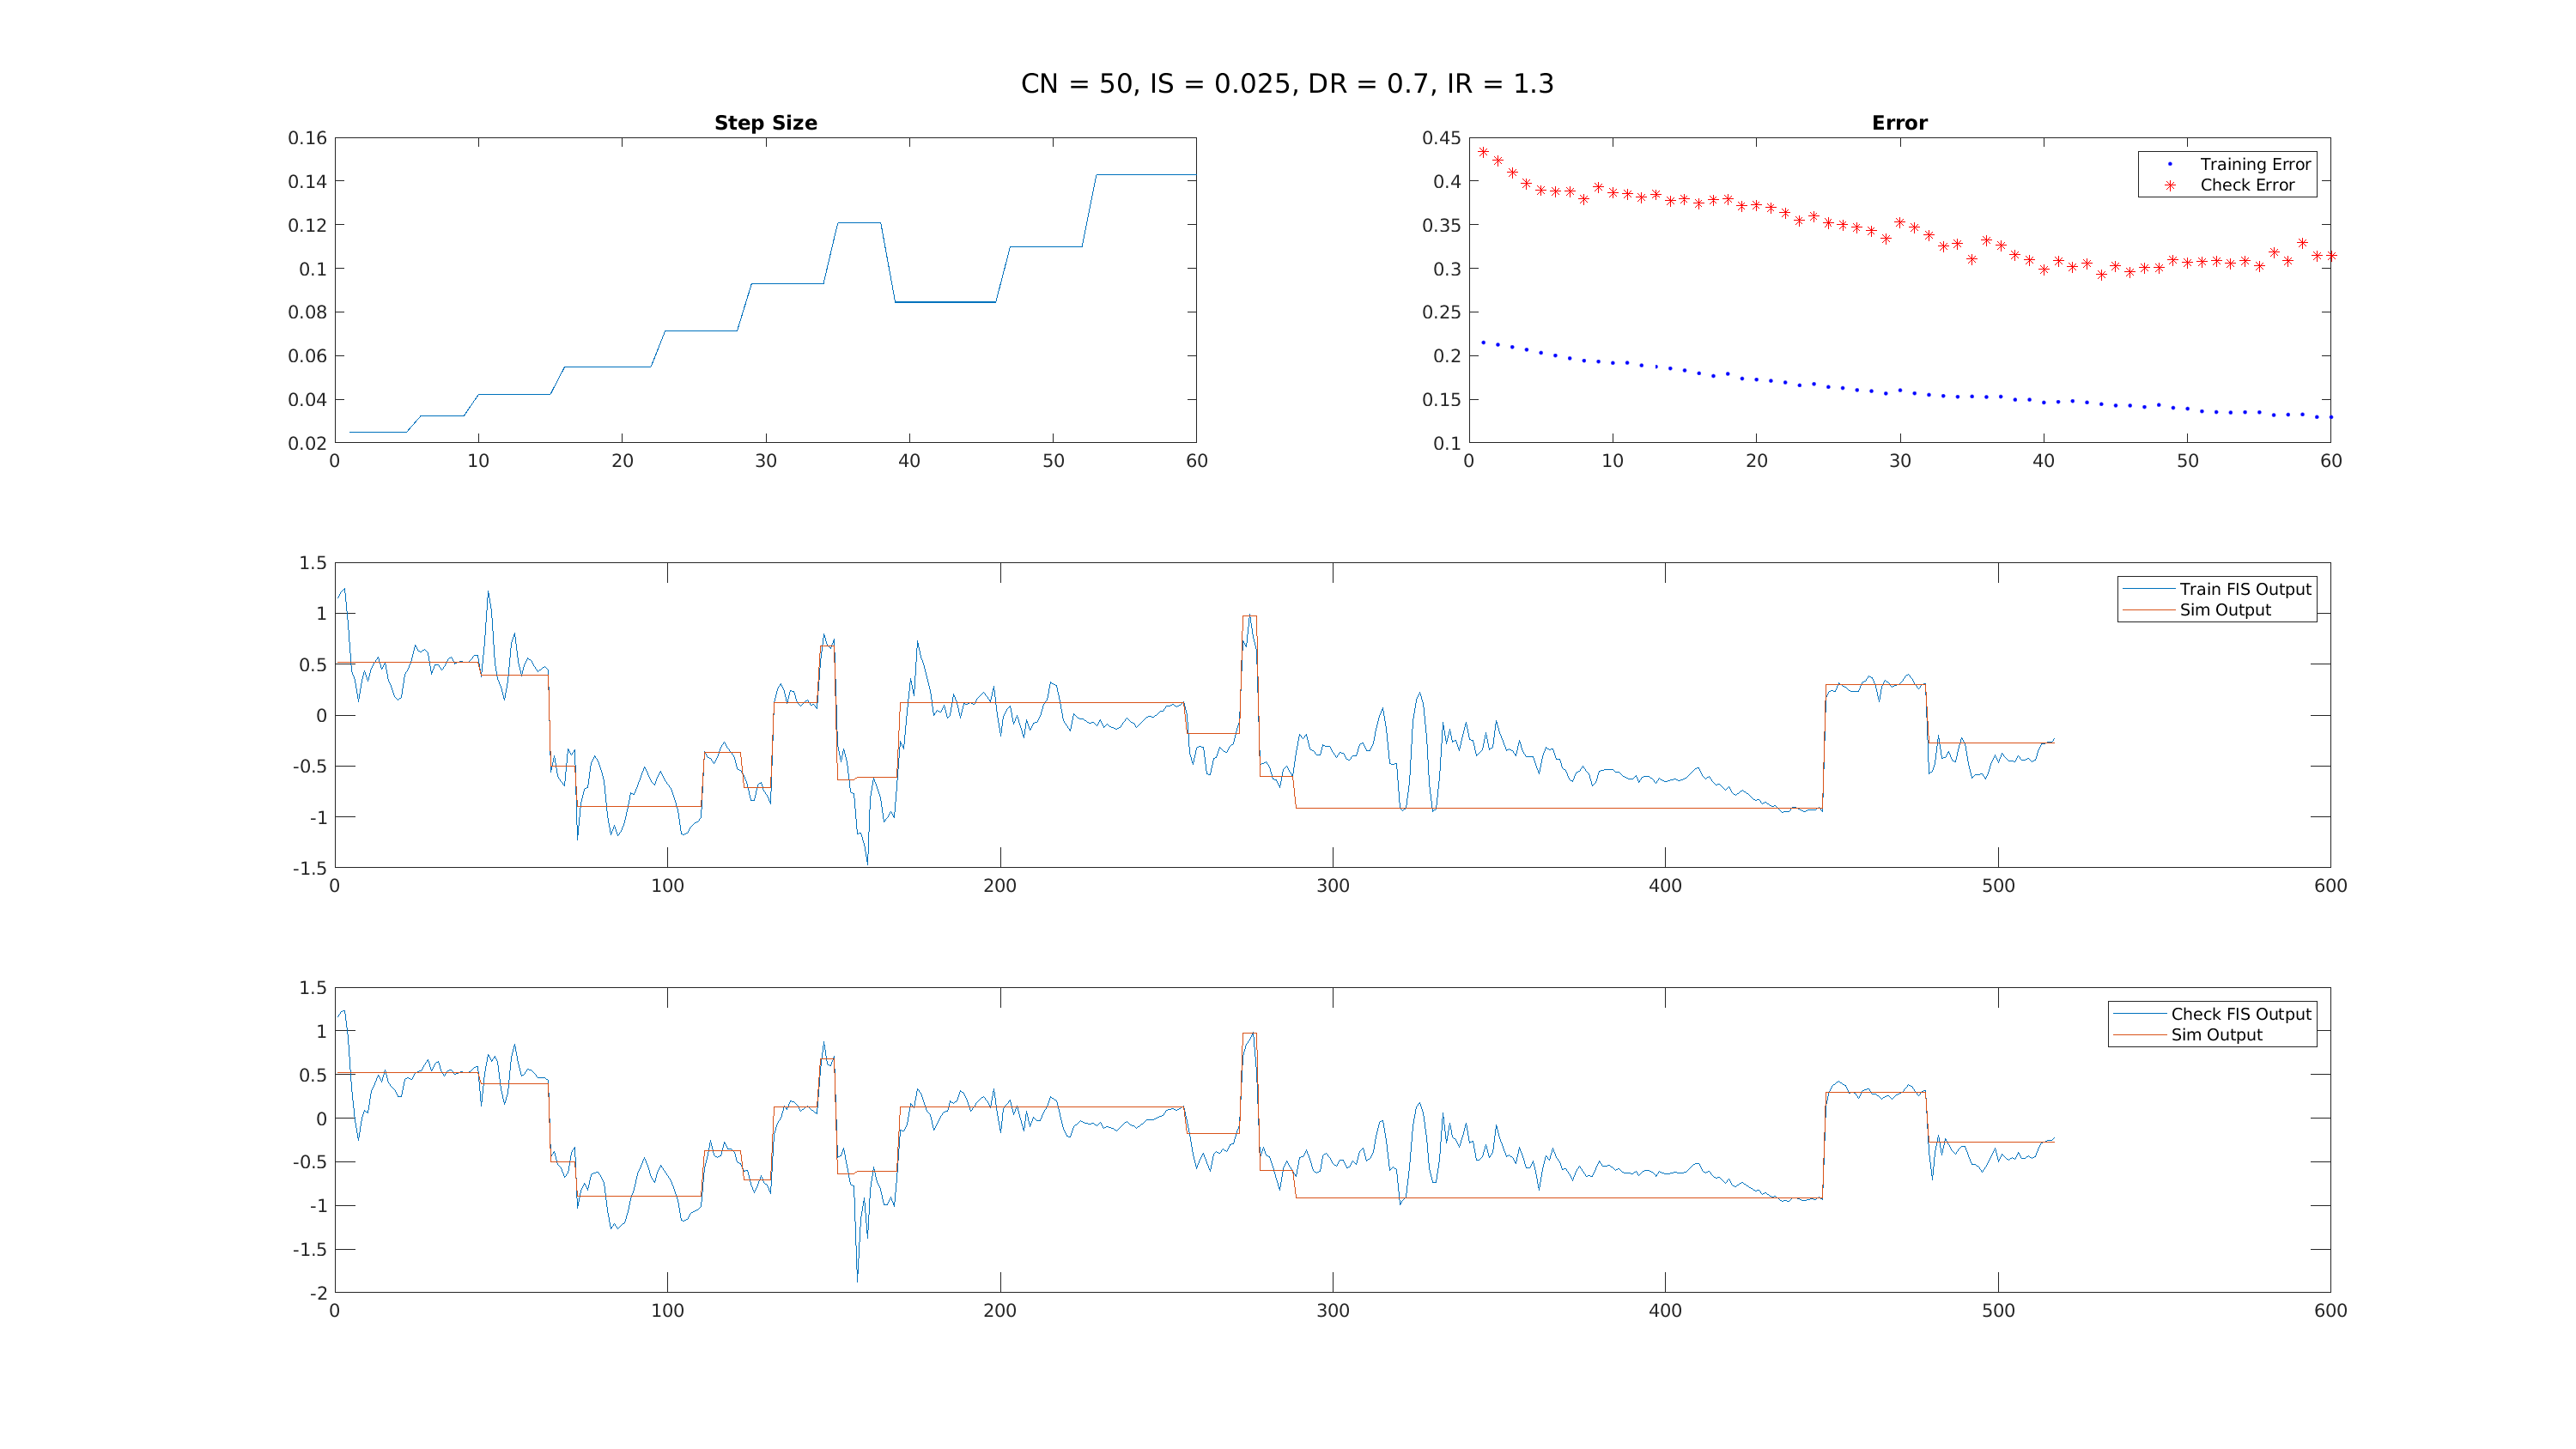 CN = 50, IS = 0.025, DR = 0.7, IR = 1.3
Step Size
0.16
0.14
0.12
0.1
0.08
0.06
0.04
0.02
0 10 20 30 40 50 60
Error
0.45
0.4
0.35
0.3
0.25
0.2
0.15
0.1
0 10 20 30 40 50 60
Training Error
Check Error
1.5
1
0.5
0
-0.5
-1
-1.5
0 100 200 300 400 500 600
Train FIS Output
Sim Output
1.5
1
0.5
0
-0.5
-1
-1.5
-2
0 100 200 300 400 500 600
Check FIS Output
Sim Output